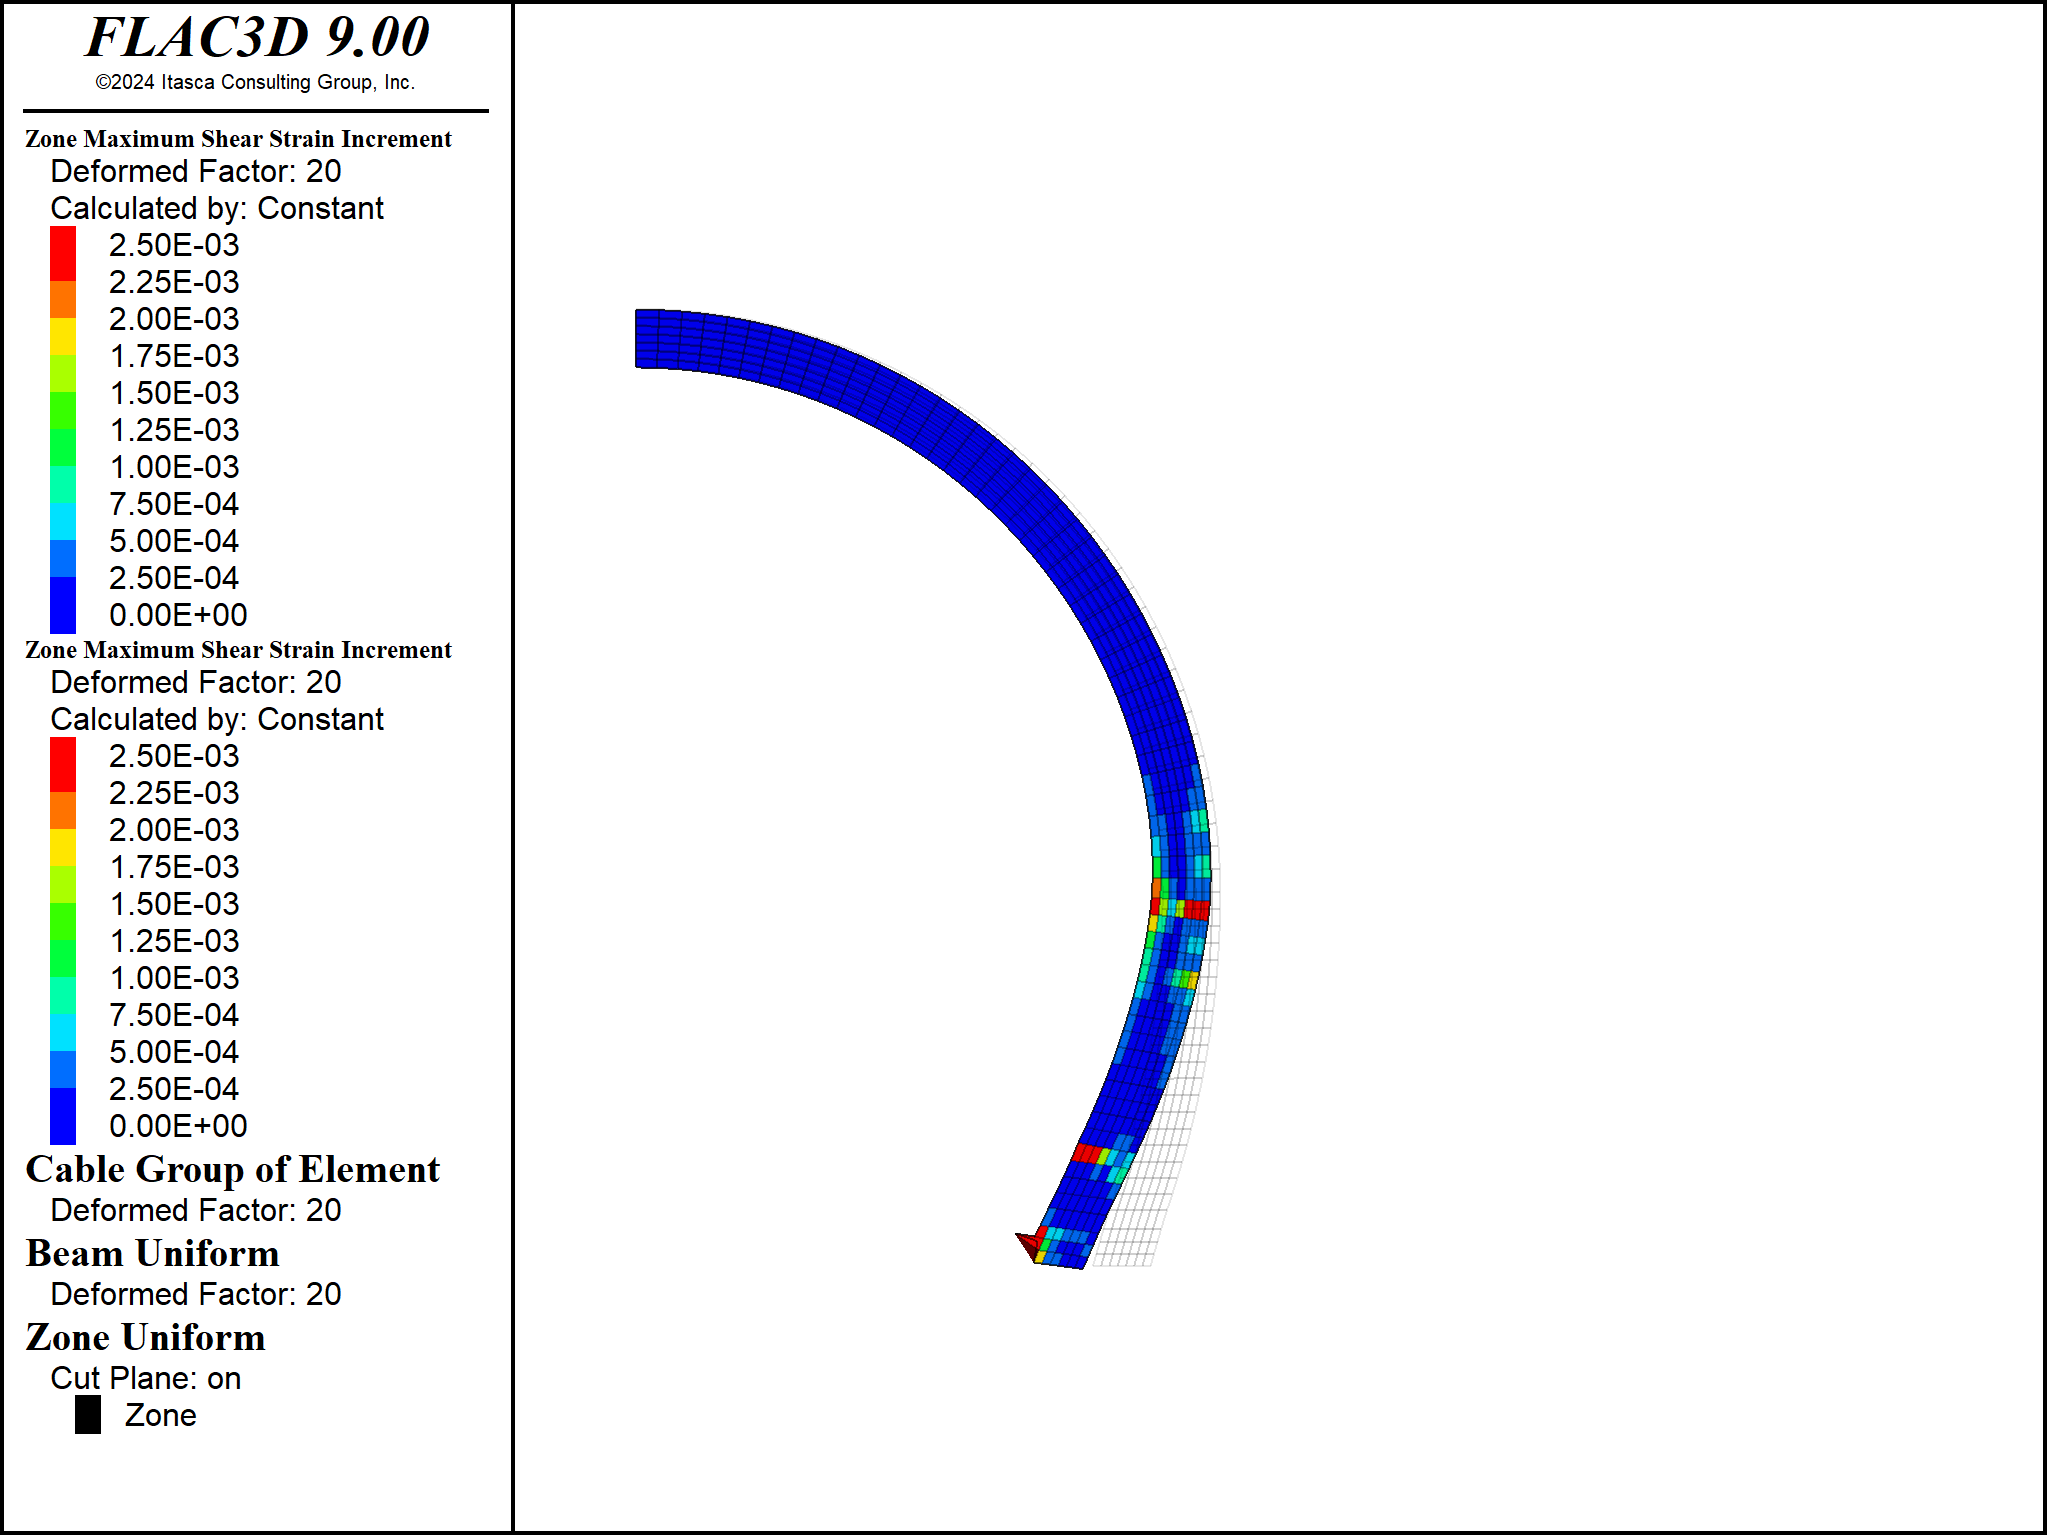 FLAC3D 9.00
©2024 Itasca Consulting Group, Inc.
Zone Maximum Shear Strain Increment
Deformed Factor: 20
Calculated by: Constant
2.50E-03
2.25E-03
2.00E-03
1.75E-03
1.50E-03
1.25E-03
1.00E-03
7.50E-04
5.00E-04
2.50E-04
0.00E+00
Zone Maximum Shear Strain Increment
Deformed Factor: 20
Calculated by: Constant
2.50E-03
2.25E-03
2.00E-03
1.75E-03
1.50E-03
1.25E-03
1.00E-03
7.50E-04
5.00E-04
2.50E-04
0.00E+00
Cable Group of Element
Deformed Factor: 20
Beam Uniform
Deformed Factor: 20
Zone Uniform
Cut Plane: on
Zone